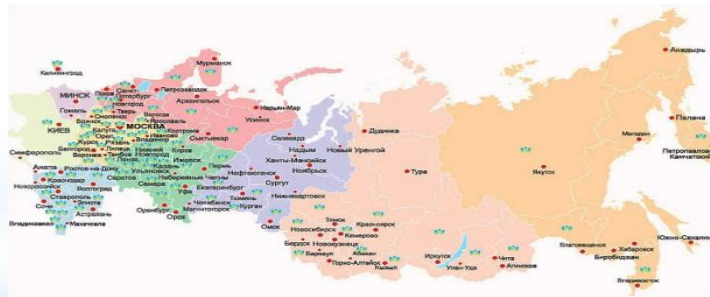 Мурманск
Анадырь
Калининград
Петрозаводск
Псков
Санкт-Петербург
Архангельск
Новгород
МИНСК
Тверь
Вологда
Нарьян-Мар
Гомель
Смоленск
Ярославль
Усинск
Дудинка
Палана
Брянск
МОСКВА
Кострома
КИЕВ
Калуга
Владимир
Иваново
Сыктывкар
Салехард
Магадан
Петропавловск
Камчатский
Орел
Рязань
Курск
Нижний
Новгород
Киров
Надым
Новый Уренгой
Белгород
Липецк
Тамбов
Воронеж
Пенза
Казань
Ижевск
Пермь
Ханты-Мансийск
Ноябрьск
Тура
Якутск
Симферополь
Ульяновск
Набережные Челны
Нефтеюганск
Сургут
Анапа
Ростов-на-Дону
Саратов
Самара
Екатеринбург
Краснодар
Уфа
Новороссийск
Волгоград
Челябинск
Тюмень
Нижневартовск
Ставрополь
Оренбург
Магнитогорск
Курган
Сочи
Элиста
Орск
Астрахань
Омск
Томск
Красноярск
Владикавказ
Махачкала
Новосибирск
Кемерово
Бердск
Новокузнецк
Барнаул
Абакан
Горно-Алтайск
Кызыл
Иркутск
Улан-Удэ
Чита
Агинское
Благовещенск
Хабаровск
Биробиджан
Южно-Сахалин
Владивосток